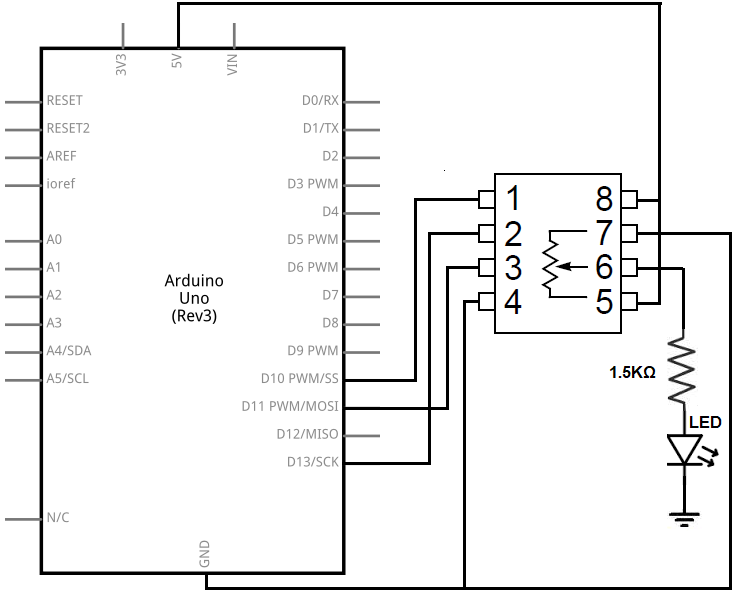 3V3
5V
VIN
RESET
RESET2
AREF
ioref
A0
A1
A2
A3
A4/SDA
A5/SCL
N/C
Arduino
Uno
(Rev3)
D0/RX
D1/TX
D2
D3 PWM
D4
D5 PWM
D6 PWM
D7
D8
D9 PWM
D10 PWM/SS
D11 PWM/MOSI
D12/MISO
D13/SCK
GND
1
2
3
4
8
7
6
5
1.5KΩ
LED